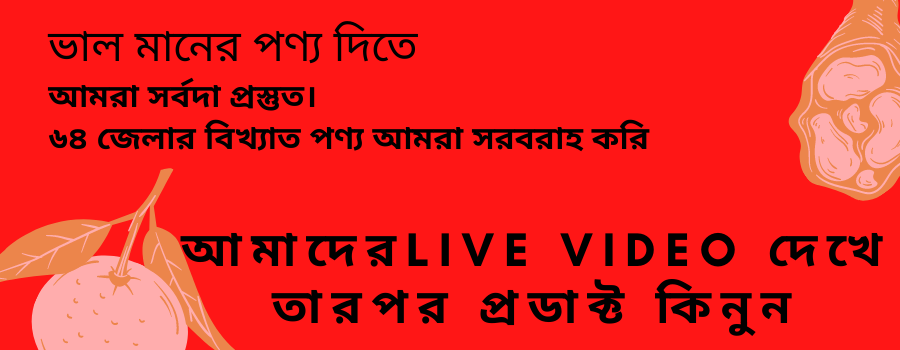 ভাল মানের পণ্য দিতে
আমরা সর্বদা প্রস্তুত।
৬৪ জেলার বিখ্যাত পণ্য আমরা সরবরাহ করি
আমাদেরLIVE VIDEO দেখে
তারপর প্রডাক্ট কিনুন